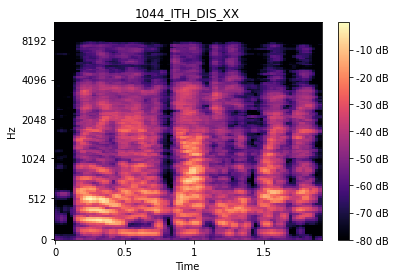 1044_ITH_DIS_XX
8192
4096
2048
1024
512
0
Hz
0
0.5
1
1.5
Time
-10 dB
-20 dB
-30 dB
-40 dB
-50 dB
-60 dB
-70 dB
-80 dB